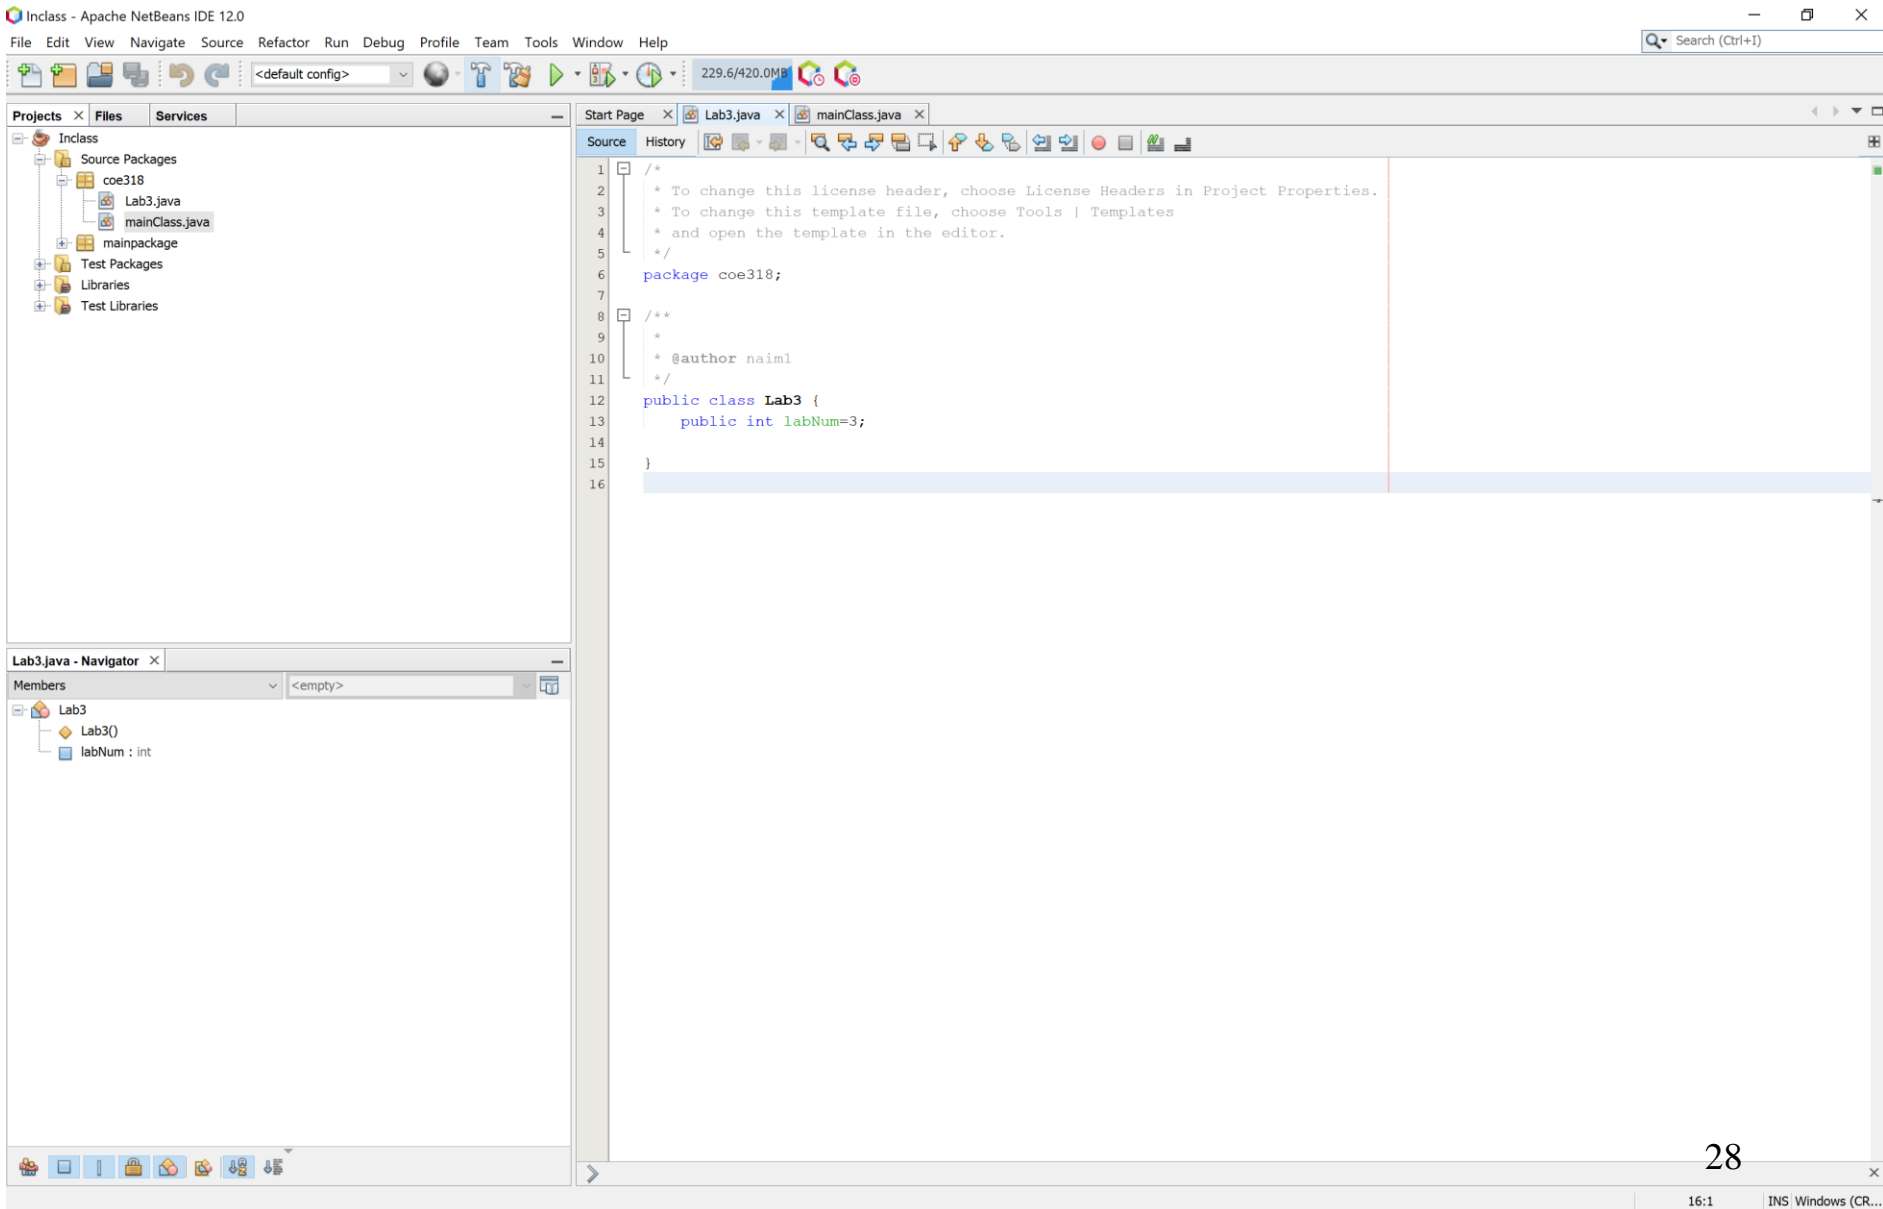 Inclass - Apache NetBeans IDE 12.0
File Edit View Navigate Source Refactor Run Debug Profile Team Tools Window Help
Search (Ctrl+I)
<default config>
229.6/420.0MB
Projects Files Services
Inclass
Source Packages
coe318
Lab3.java
mainClass.java
mainpackage
Test Packages
Libraries
Test Libraries
Start Page Lab3.java mainClass.java
Source History
1 /*
2 * To change this license header, choose License Headers in Project Properties.
3 * To change this template file, choose Tools | Templates
4 * and open the template in the editor.
5 */
6 package coe318;
7
8 /**
9 *
10 * @author naim1
11 */
12 public class Lab3 {
13 public int labNum=3;
14
15 }
16
Lab3.java - Navigator
Members <empty>
Lab3
Lab3()
labNum : int
28
16:1 INS Windows (CR...